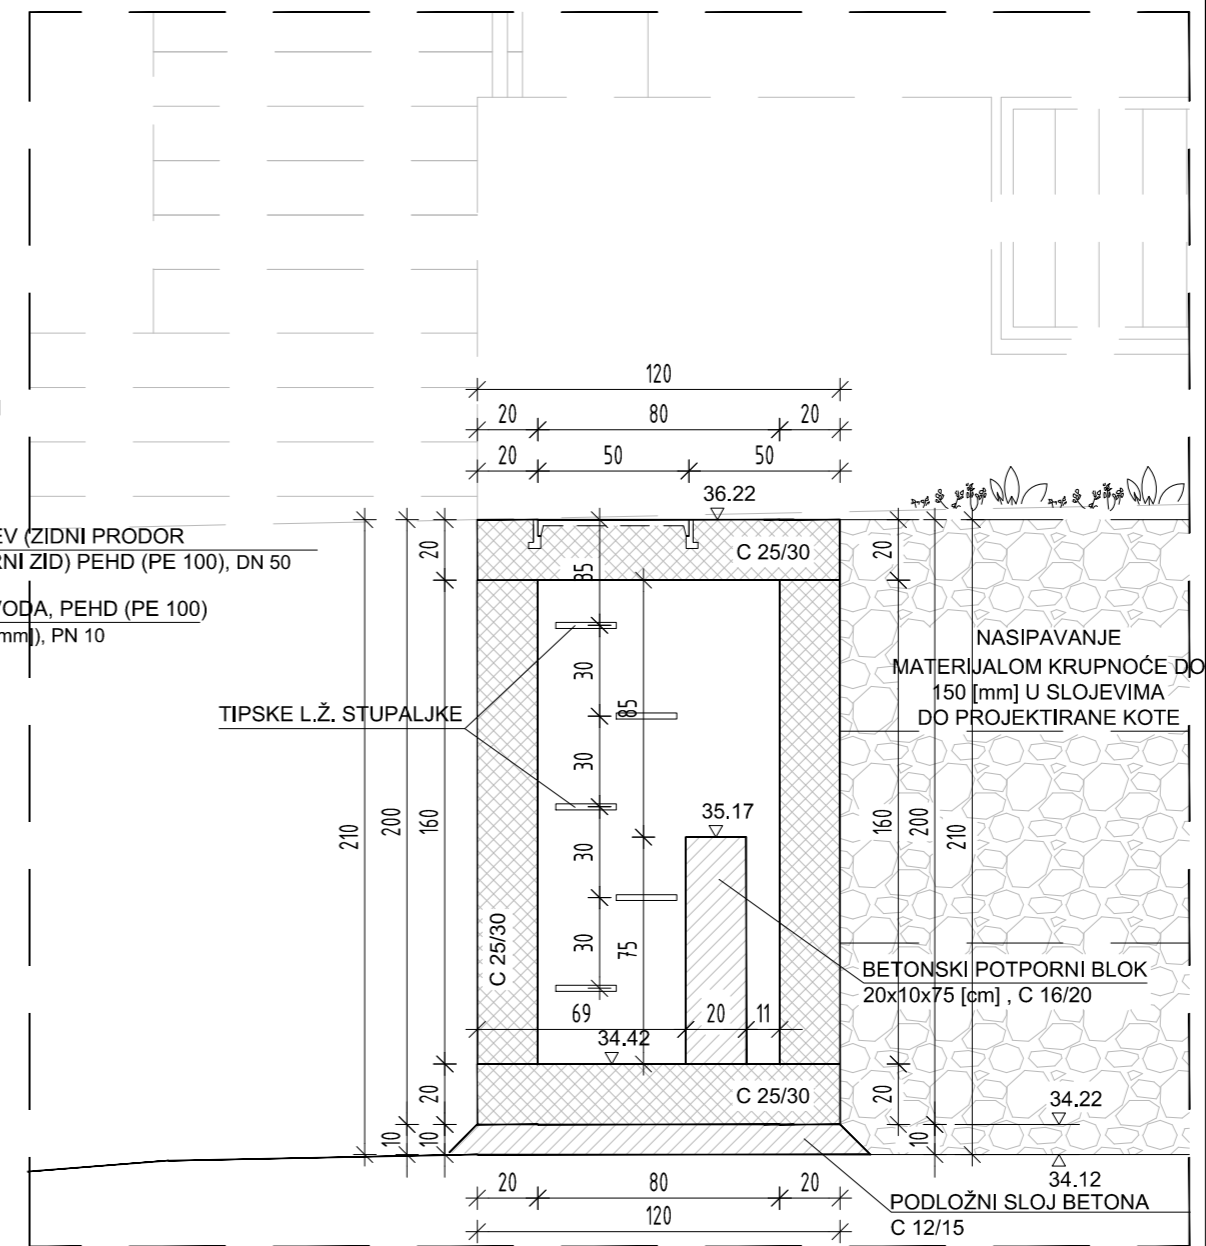 120
20 80 20
20 50 50
36.22
EV (ZIDNI PRODOR
RNI ZID) PEHD (PE 100), DN 50
VODA, PEHD (PE 100)
mm]), PN 10
20
35
C 25/30
20
NASIPAVANJE
MATERIJALOM KRUPNOĆE DO
150 [mm] U SLOJEVIMA
DO PROJEKTIRANE KOTE
TIPSKE L.Ž. STUPALJKE
30
85
30
35.17
210 200 160
30
160 200 210
C 25/30
30
75
BETONSKI POTPORNI BLOK
20x10x75 [cm] , C 16/20
69 20 11
34.42
20
C 25/30
20
34.22
10 10
10
34.12
20 80 20
120
PODLOŽNI SLOJ BETONA
C 12/15